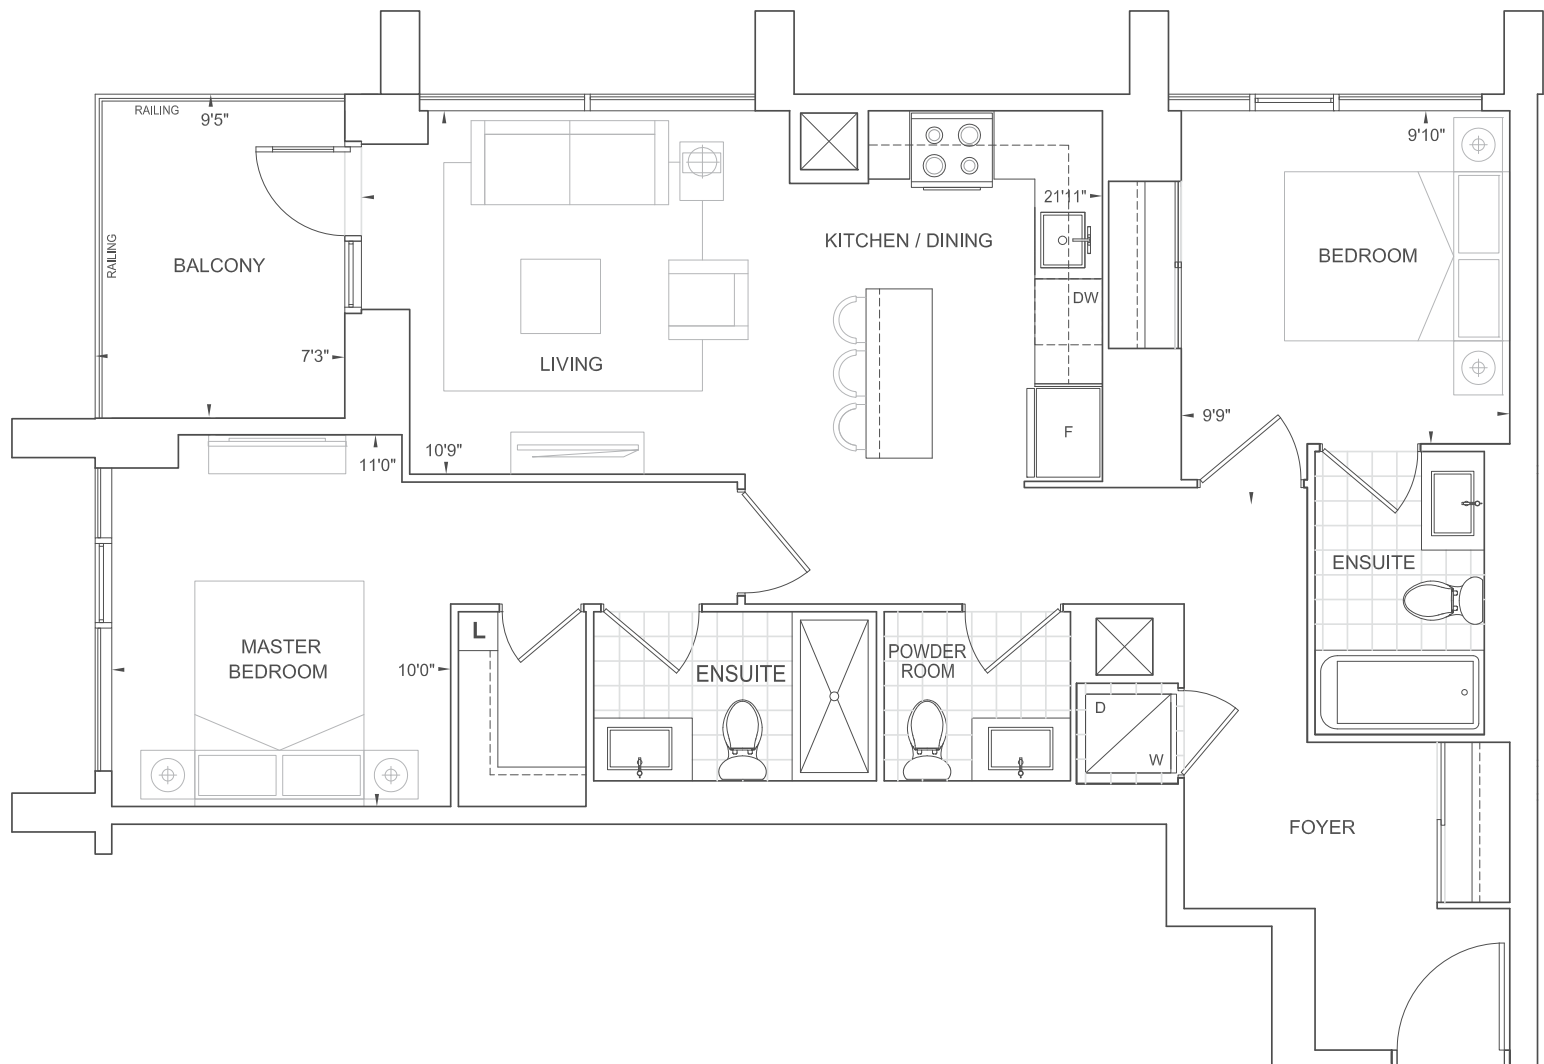 RAILING
9'5"
9'10"
21'11"
KITCHEN / DINING
BEDROOM
RAILING
BALCONY
DW
7'3"
LIVING
9'9"
F
10'9"
11'0"
ENSUITE
L
MASTER
BEDROOM
10'0"
ENSUITE
POWDER
ROOM
D
W
FOYER